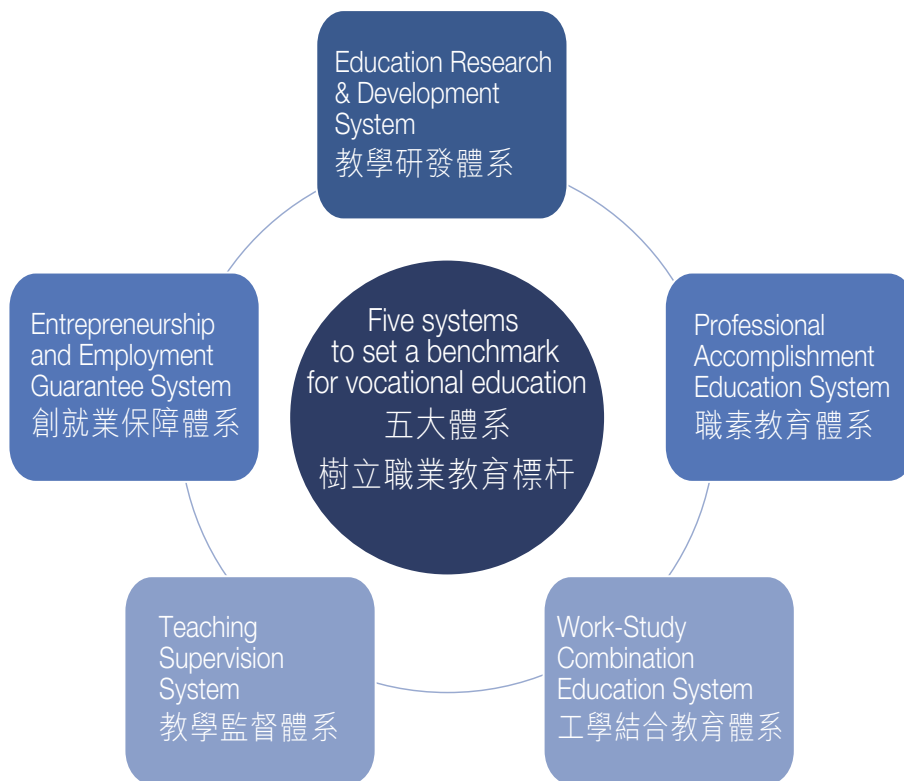 Education Research
& Development
System
教學研發體系
Entrepreneurship
and Employment
Guarantee System
創就業保障體系
Five systems
to set a benchmark
for vocational education
五大體系
樹立職業教育標杆
Professional
Accomplishment
Education System
職素教育體系
Teaching
Supervision
System
教學監督體系
Work-Study
Combination
Education System
工學結合教育體系